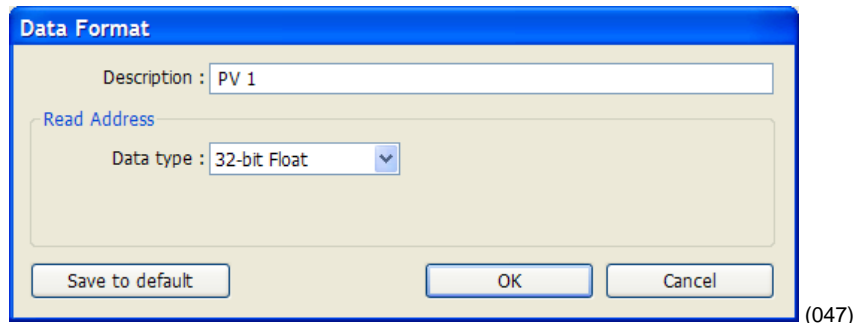 Data Format
Description : PV 1
Read Address
Data type : 32-bit Float
Save to default OK Cancel
(047)